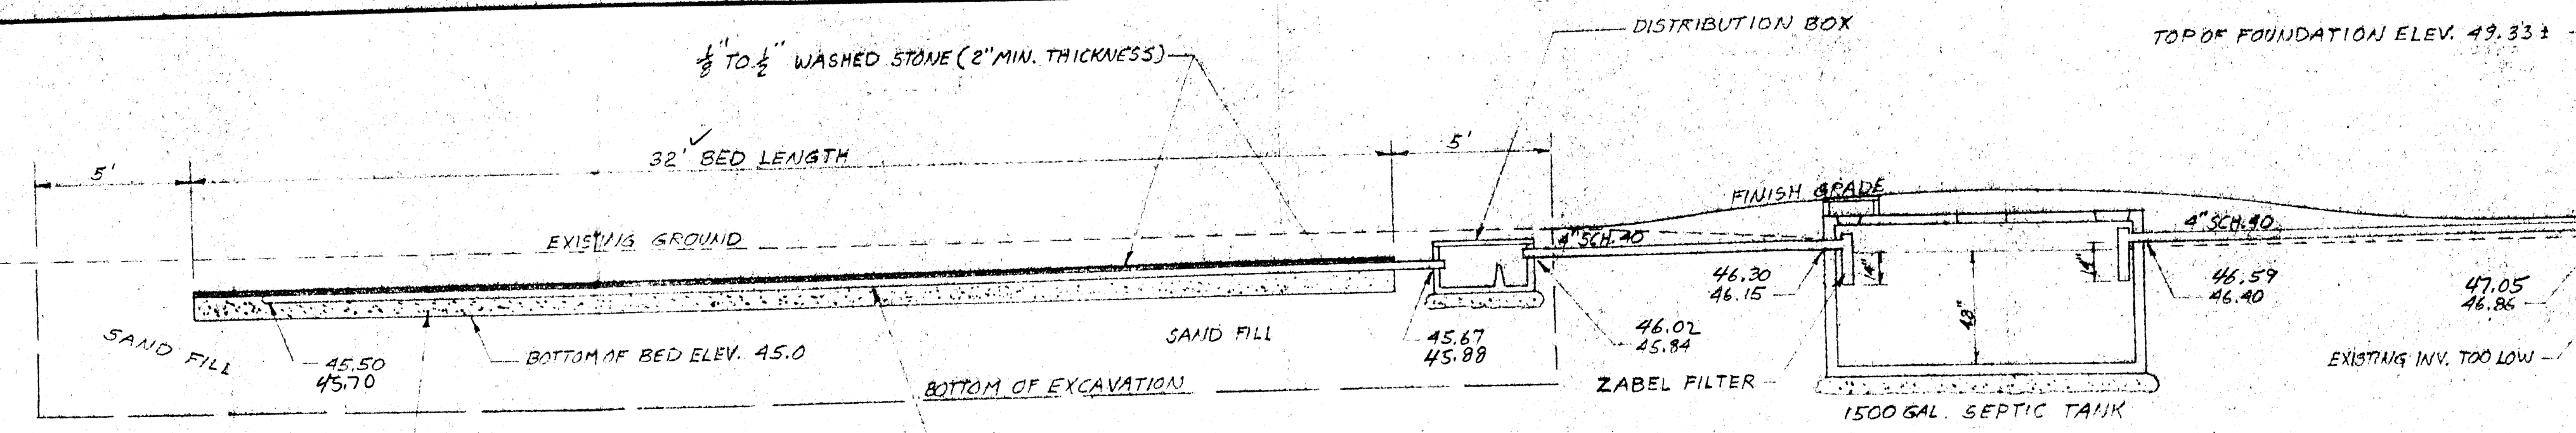 DISTRIBUTION BOX
TOP OF FOUNDATION ELEV. 49.33±
1/8" TO 1/2" WASHED STONE (2" MIN. THICKNESS)
5'
32' BED LENGTH
5'
FINISH GRADE
EXISTING GROUND
4" SCH. 40
4" SCH. 40
14"
14"
48"
46.30
46.15
46.59
46.40
47.05
46.86
SAND FILL
45.50
45.70
BOTTOM OF BED ELEV. 45.0
SAND FILL
45.67
45.88
46.02
45.84
EXISTING INV. TOO LOW
BOTTOM OF EXCAVATION
ZABEL FILTER
1500 GAL. SEPTIC TANK